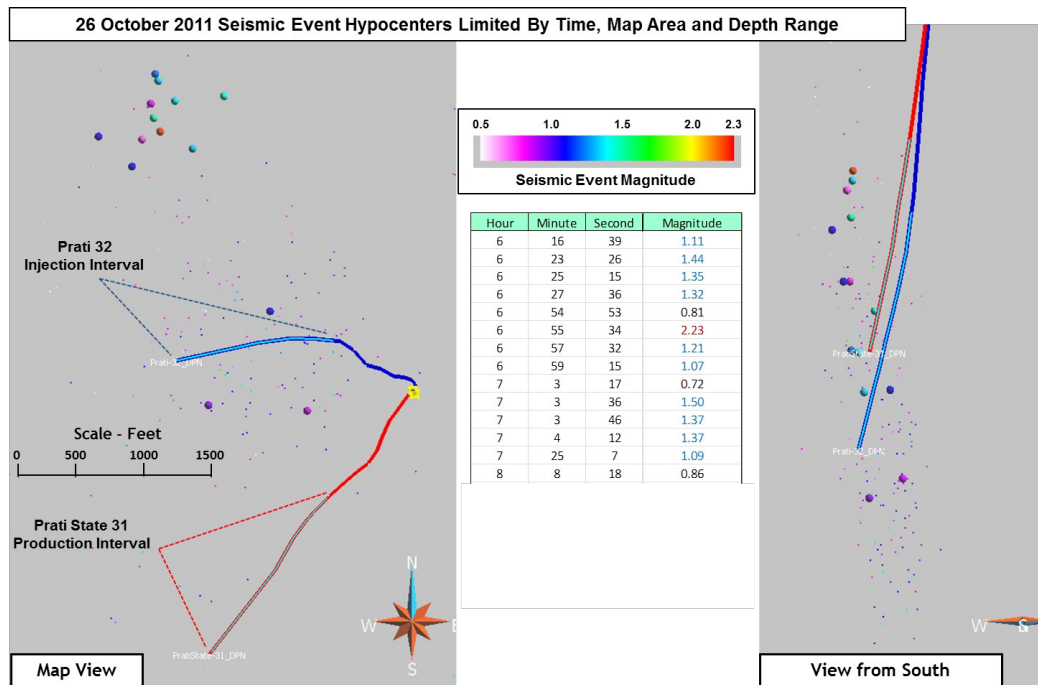 26 October 2011 Seismic Event Hypocenters Limited By Time, Map Area and Depth Range
0.5 1.0 1.5 2.0 2.3
Seismic Event Magnitude
Hour Minute Second Magnitude
6 16 39 1.11
6 23 26 1.44
6 25 15 1.35
6 27 36 1.32
6 54 53 0.81
6 55 34 2.23
6 57 32 1.21
6 59 15 1.07
7 3 17 0.72
7 3 36 1.50
7 3 46 1.37
7 4 12 1.37
7 25 7 1.09
8 8 18 0.86
Prati 32
Injection Interval
Prati-32_DPN
Scale - Feet
0 500 1000 1500
Prati State 31
Production Interval
PratiState-31_DPN
N
W
S
Map View
Prati-32_DPN
W
View from South